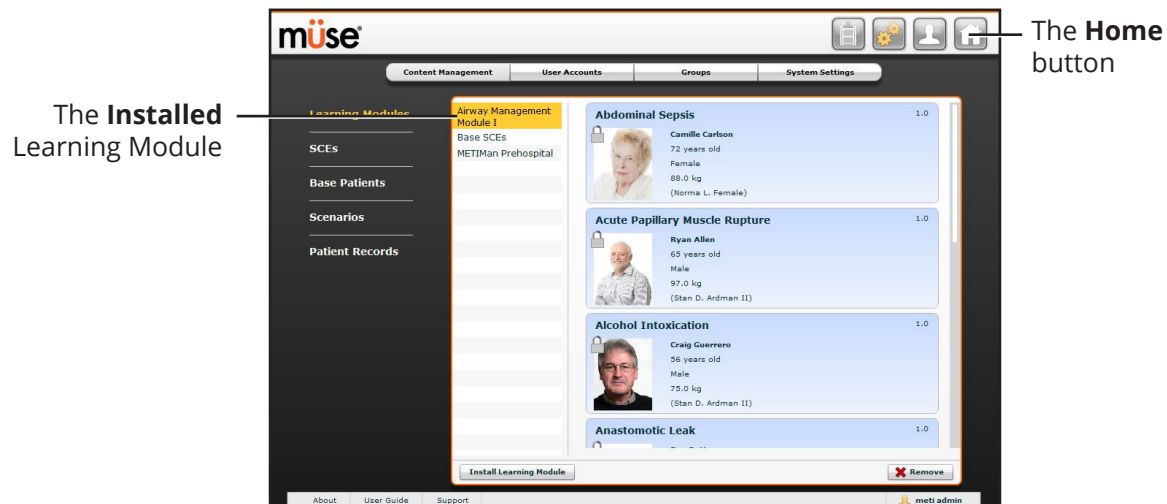 müse
The Home
button
Content Management
User Accounts
Groups
System Settings
The Installed
Learning Module
Learning Modules
SCEs
Base Patients
Scenarios
Patient Records
Airway Management
Module I
Base SCEs
METIMan Prehospital
Abdominal Sepsis 1.0
Camille Carlson
72 years old
Female
88.0 kg
(Norma L. Female)
Acute Papillary Muscle Rupture 1.0
Ryan Allen
65 years old
Male
97.0 kg
(Stan D. Ardman II)
Alcohol Intoxication 1.0
Craig Guerrero
56 years old
Male
75.0 kg
(Stan D. Ardman II)
Anastomotic Leak 1.0
Install Learning Module
Remove
About
User Guide
Support
meti admin